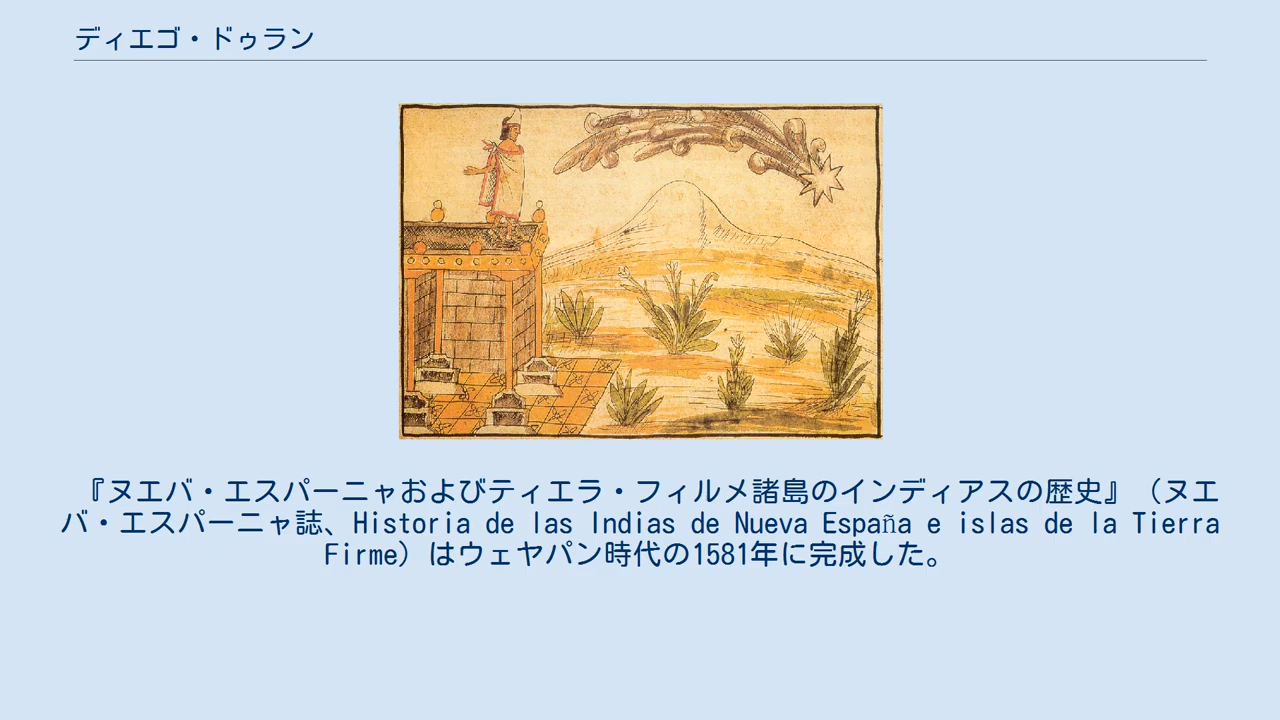 ディエゴ・ドゥラン
『ヌエバ・エスパーニャおよびティエラ・フィルメ諸島のインディアスの歴史』（ヌエ
バ・エスパーニャ誌、Historia de las Indias de Nueva España e islas de la Tierra
Firme）はウェヤパン時代の1581年に完成した。